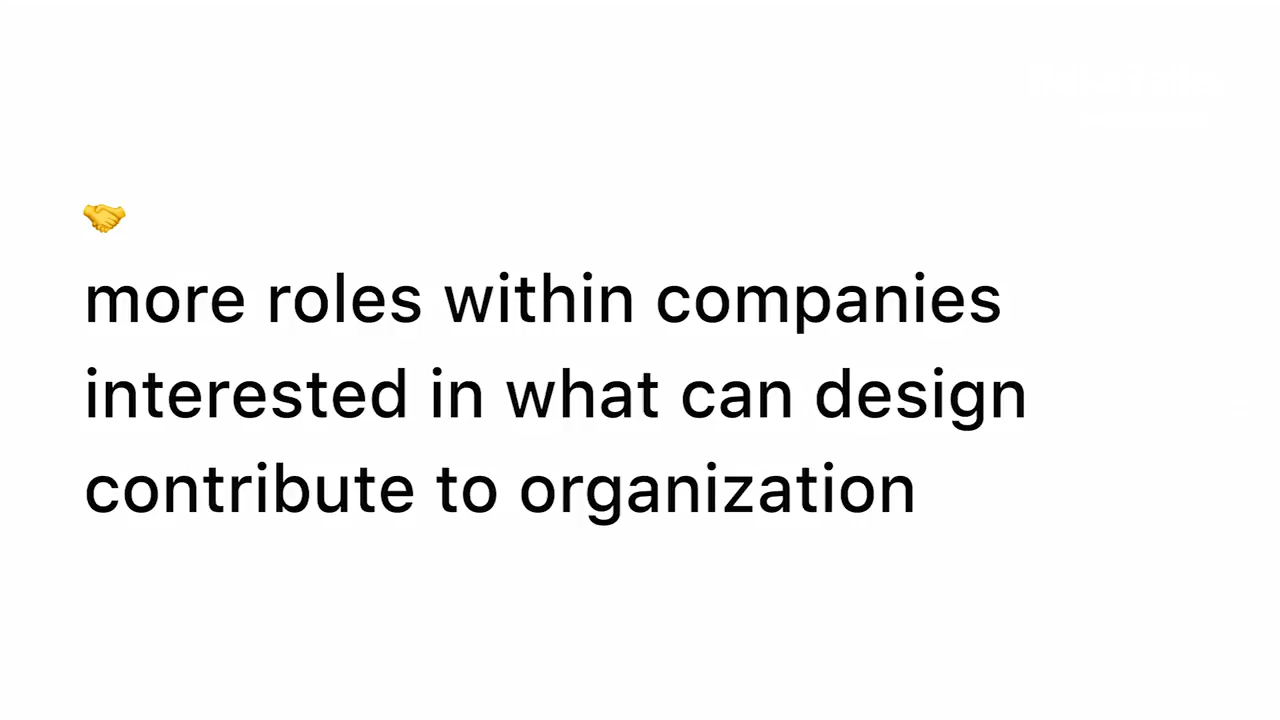 🤝
more roles within companies
interested in what can design
contribute to organization